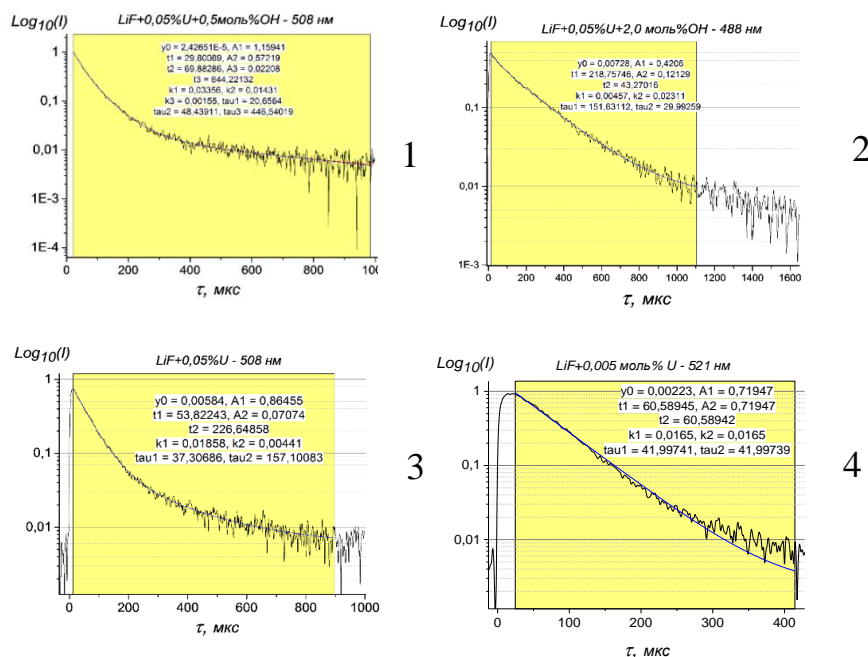 Log10(I)
LiF+0,05%U+0,5моль%OH - 508 нм
y0 = 2,42651E-5, A1 = 1,15941
t1 = 29,80089, A2 = 0,57219
t2 = 69,88286, A3 = 0,02208
t3 = 644,22132
k1 = 0,03356, k2 = 0,01431
k3 = 0,00155, tau1 = 20,6564
tau2 = 48,43911, tau3 = 446,54019
1
0,1
0,01
1E-3
1E-4
0 200 400 600 800 1000
τ, мкс
1
Log10(I)
LiF+0,05%U+2,0 моль%OH - 488 нм
y0 = 0,00728, A1 = 0,4206
t1 = 218,75746, A2 = 0,12129
t2 = 43,27016
k1 = 0,00457, k2 = 0,02311
tau1 = 151,63112, tau2 = 29,99259
0,1
0,01
1E-3
0 200 400 600 800 1000 1200 1400 1600
τ, мкс
2
Log10(I)
LiF+0,05%U - 508 нм
y0 = 0,00584, A1 = 0,86455
t1 = 53,82243, A2 = 0,07074
t2 = 226,64858
k1 = 0,01858, k2 = 0,00441
tau1 = 37,30686, tau2 = 157,10083
1
0,1
0,01
0 200 400 600 800 1000
τ, мкс
3
Log10(I)
LiF+0,005 моль% U - 521 нм
y0 = 0,00223, A1 = 0,71947
t1 = 60,58945, A2 = 0,71947
t2 = 60,58942
k1 = 0,0165, k2 = 0,0165
tau1 = 41,99741, tau2 = 41,99739
1
0,1
0,01
0 100 200 300 400
τ, мкс
4